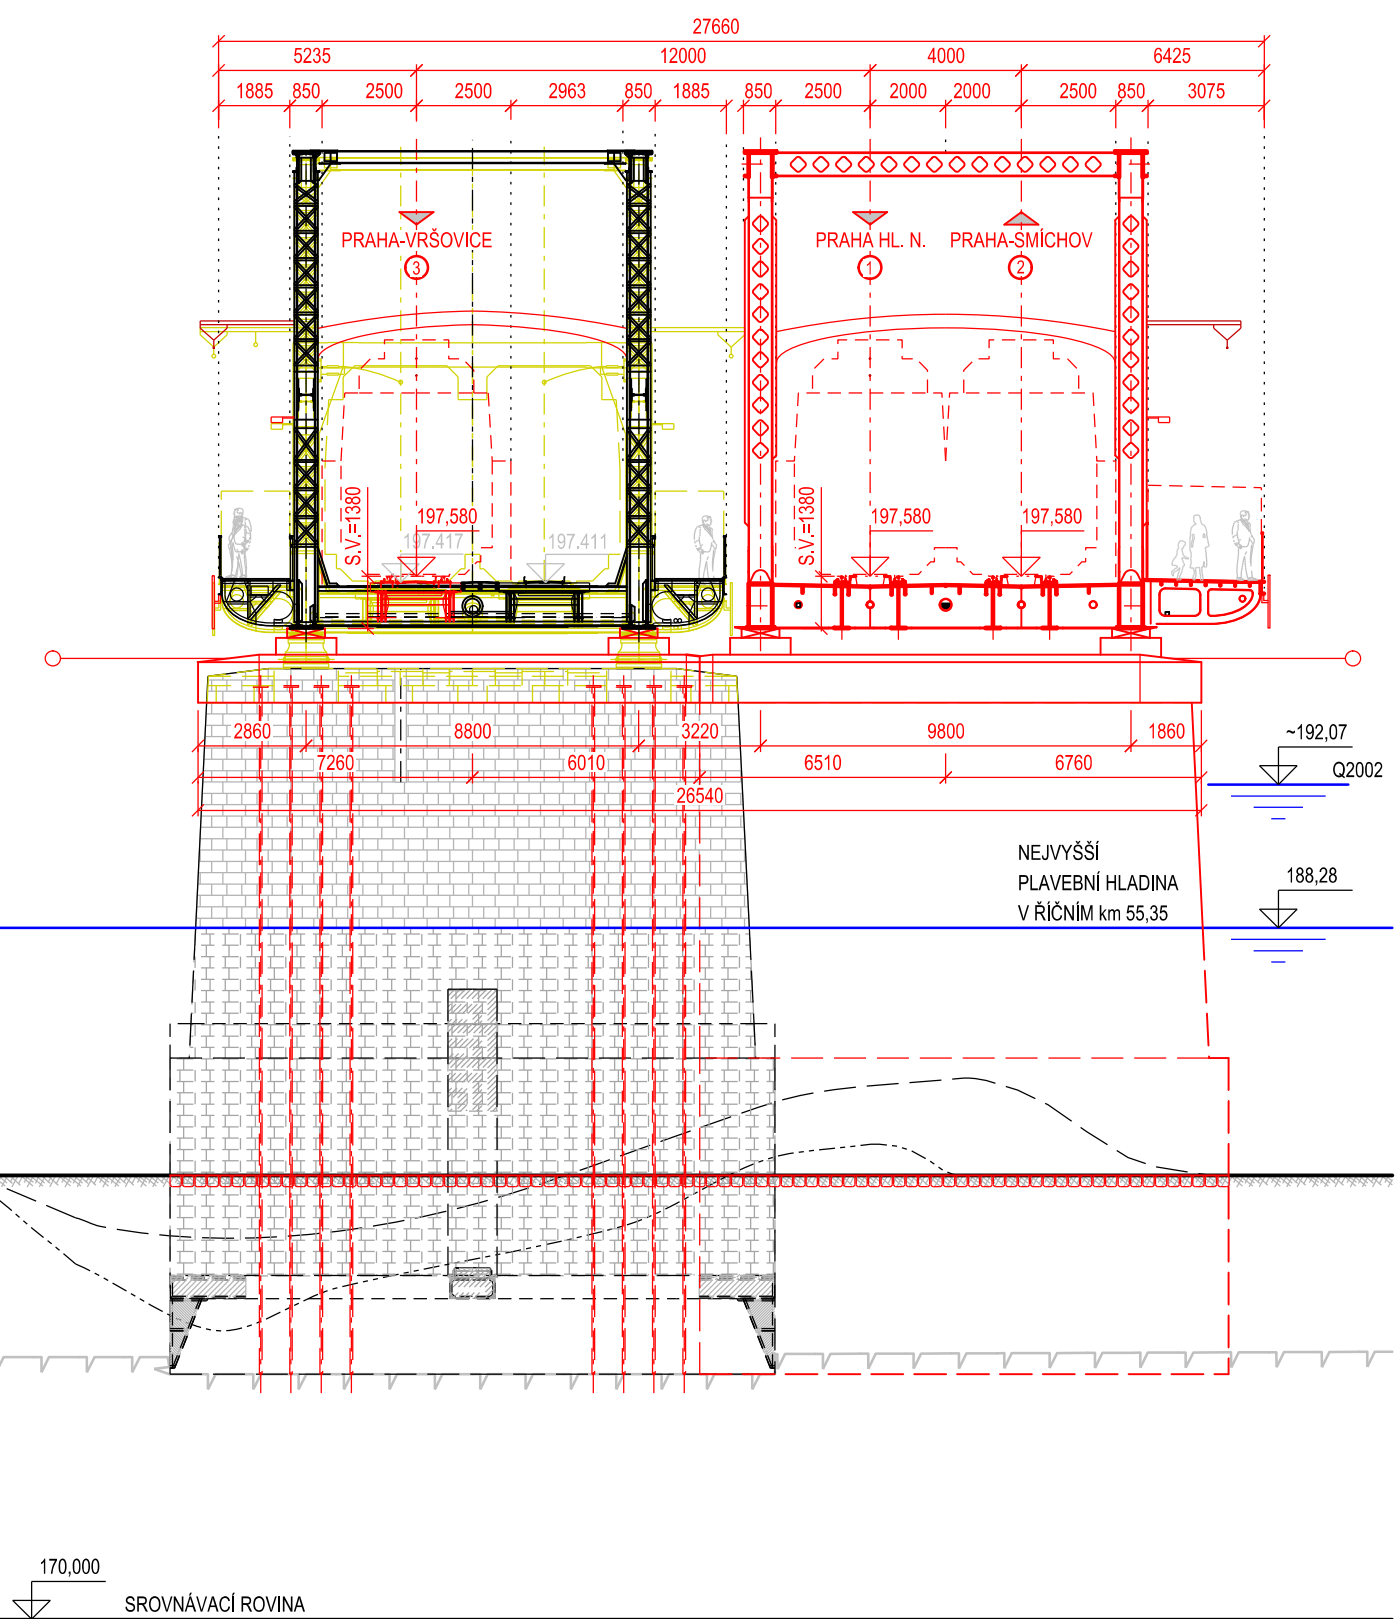 27660
5235 12000 4000 6425
1885 850 2500 2500 2963 850 1885 850 2500 2000 2000 2500 850 3075
PRAHA-VRŠOVICE PRAHA HL. N. PRAHA-SMÍCHOV
3 1 2
S.V.=1380 S.V.=1380
197,580 197,580 197,580
197.417 197.411
2860 8800 3220 9800 1860
7260 6010 6510 6760
26540
~192,07
Q2002
NEJVYŠŠÍ
PLAVEBNÍ HLADINA
V ŘÍČNÍM km 55,35
188,28
170,000
SROVNÁVACÍ ROVINA